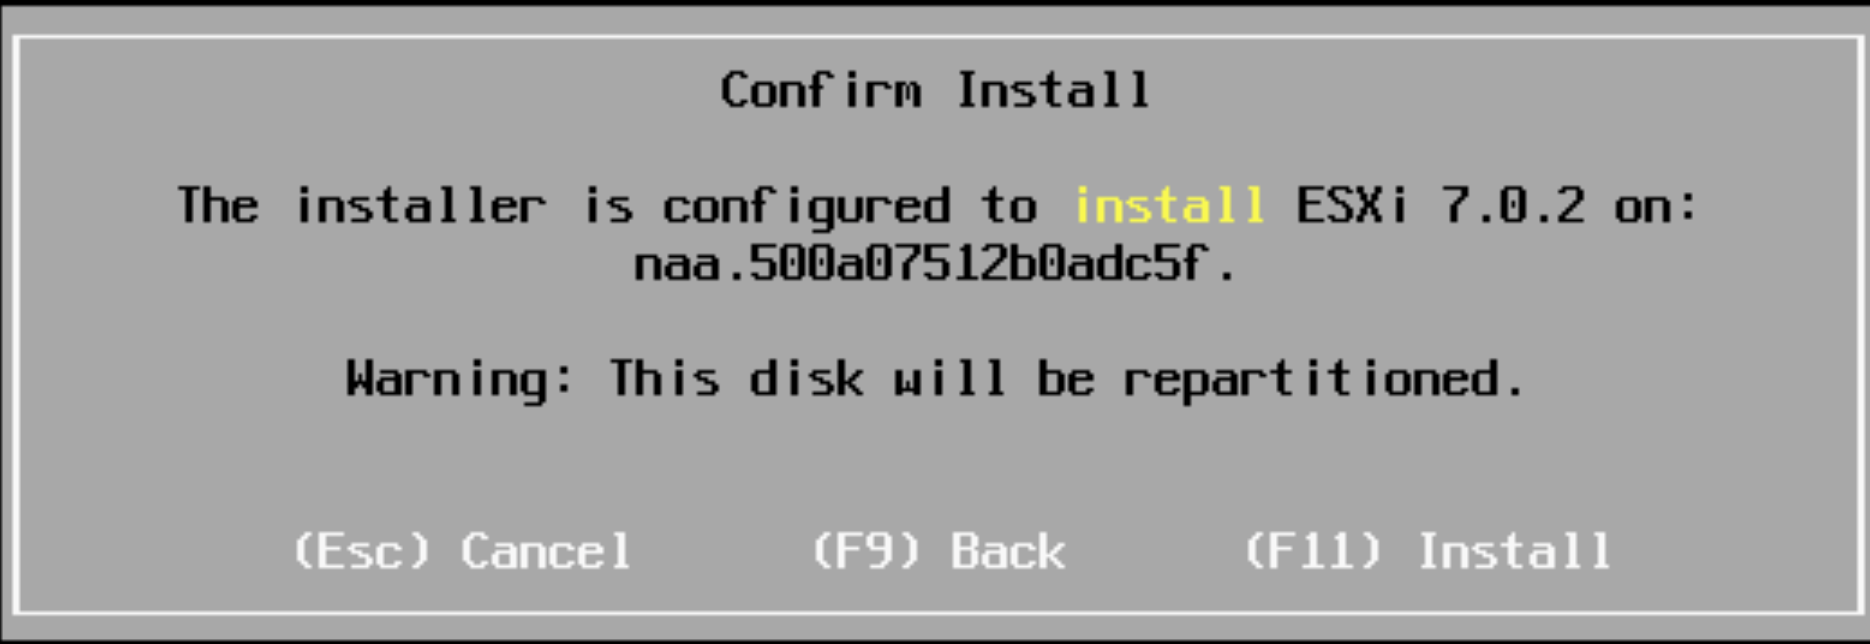 Confirm Install
The installer is configured to install ESXi 7.0.2 on:
naa.500a07512b0adc5f.
Warning: This disk will be repartitioned.
(Esc) Cancel (F9) Back (F11) Install